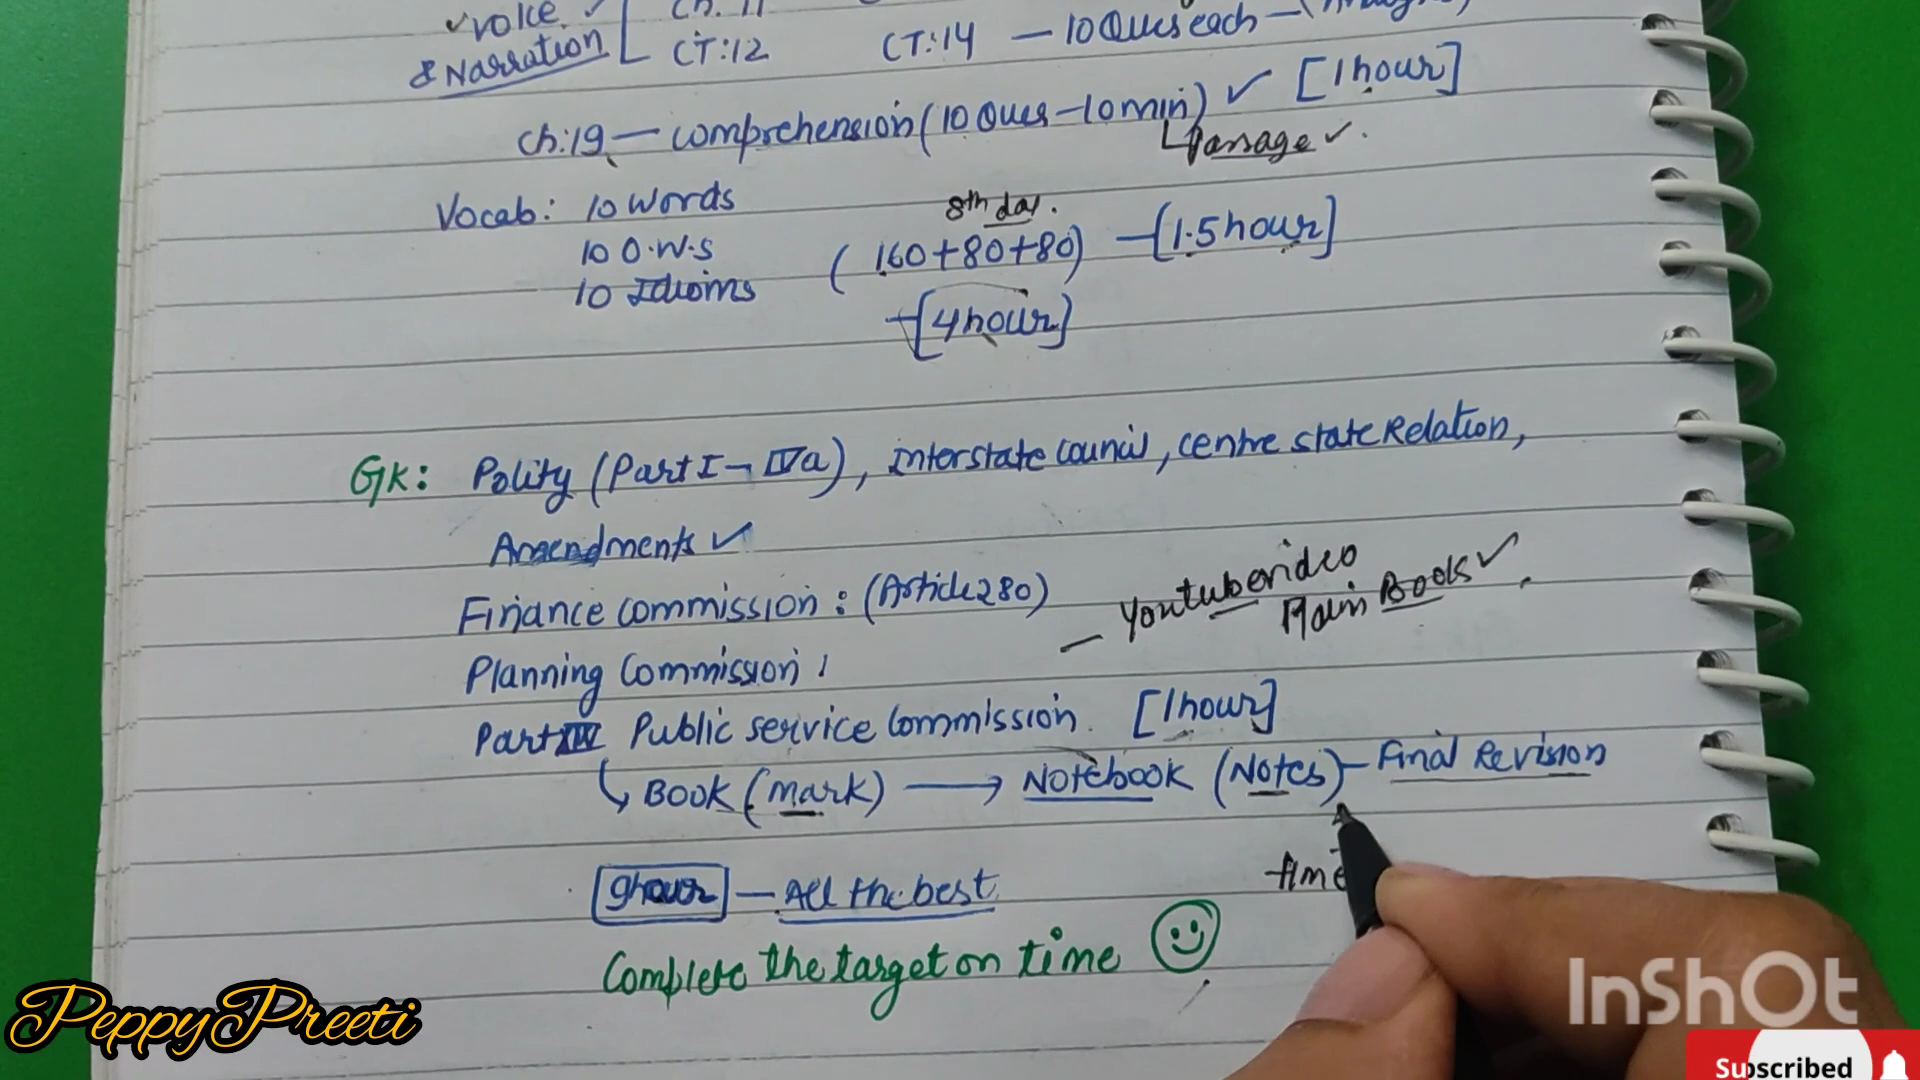 ✓voice ✓
& Narration CT:12 CT:14 — 10 Ques each —
Ch:19 — comprehension (10 Ques – 10 min) ✓ [1 hour]
Passage ✓.
Vocab: 10 Words
8th day.
10 O.W.S (160+80+80) — [1.5 hour]
10 Idioms
[4 hour]
GK: Polity (Part I – IVa), interstate council, centre state Relation,
Amendments ✓
Finance commission: (Article 280)
— Youtube video
Main Books ✓
Planning Commission:
Part Public service Commission. [1 hour]
↳ Book (mark) → Notebook (Notes) – Final Revision
9 hour — All the best
time
Complete the target on time ☺
PeppyPreeti
InShOt
Subscribed